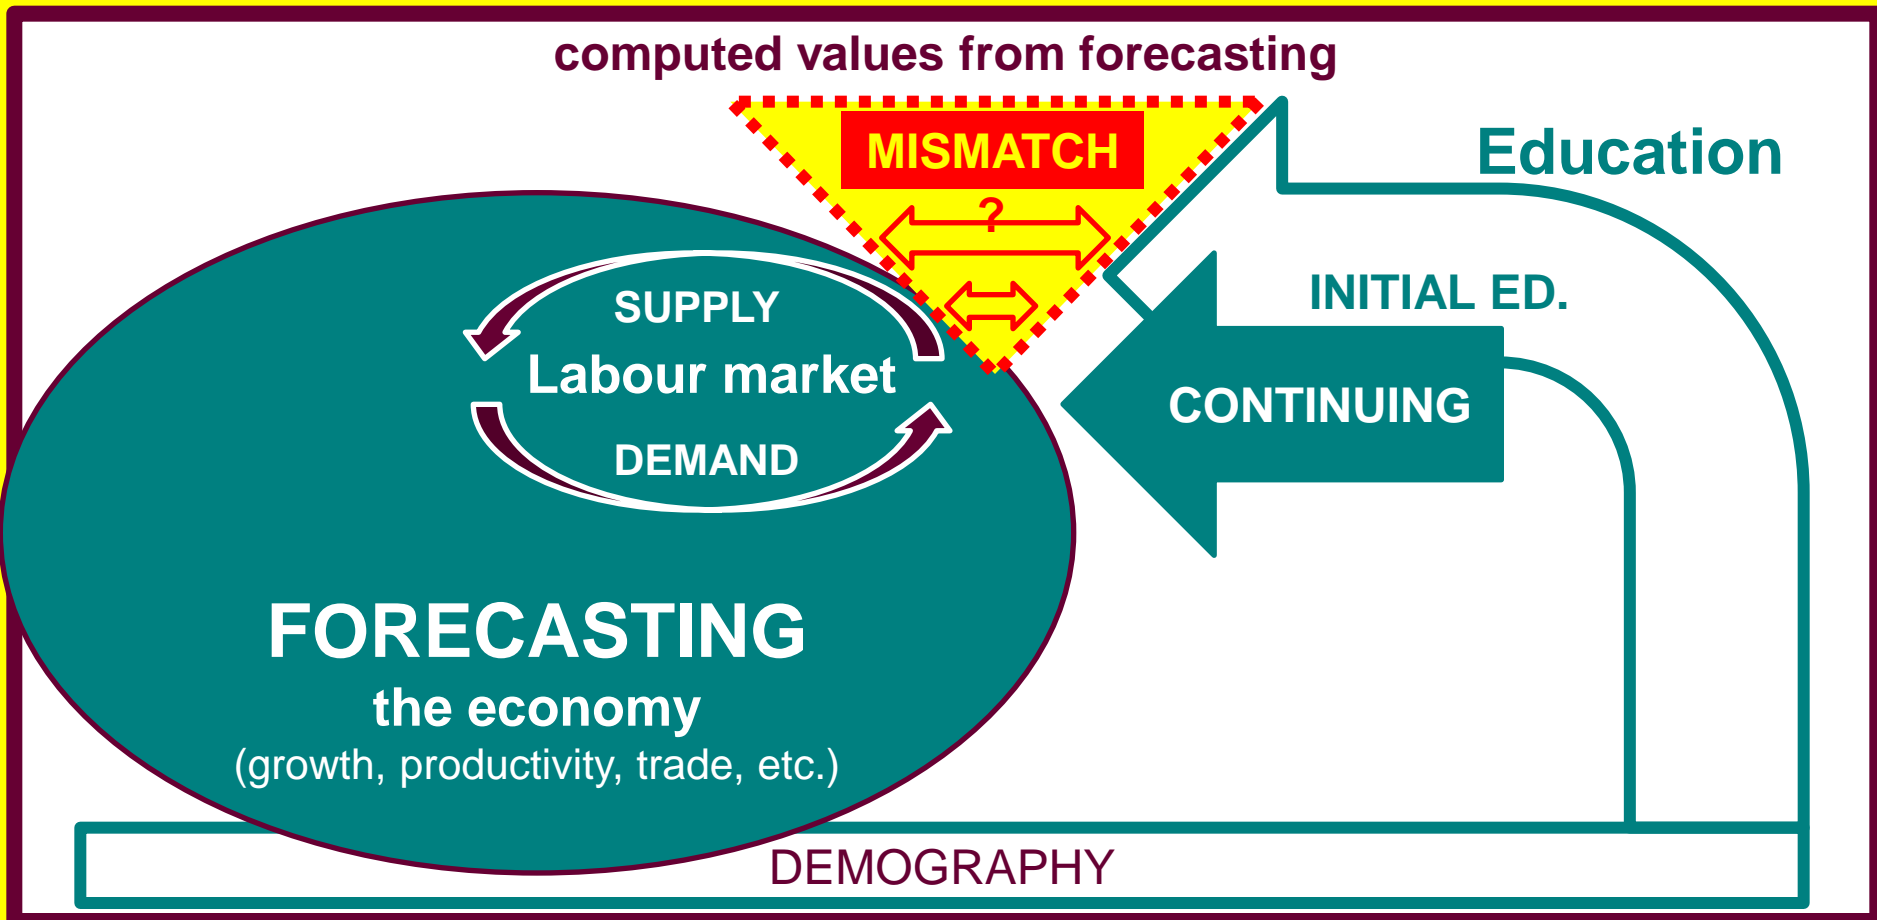 computed values from forecasting
MISMATCH
?
Education
INITIAL ED.
CONTINUING
SUPPLY
Labour market
DEMAND
FORECASTING
the economy
(growth, productivity, trade, etc.)
DEMOGRAPHY